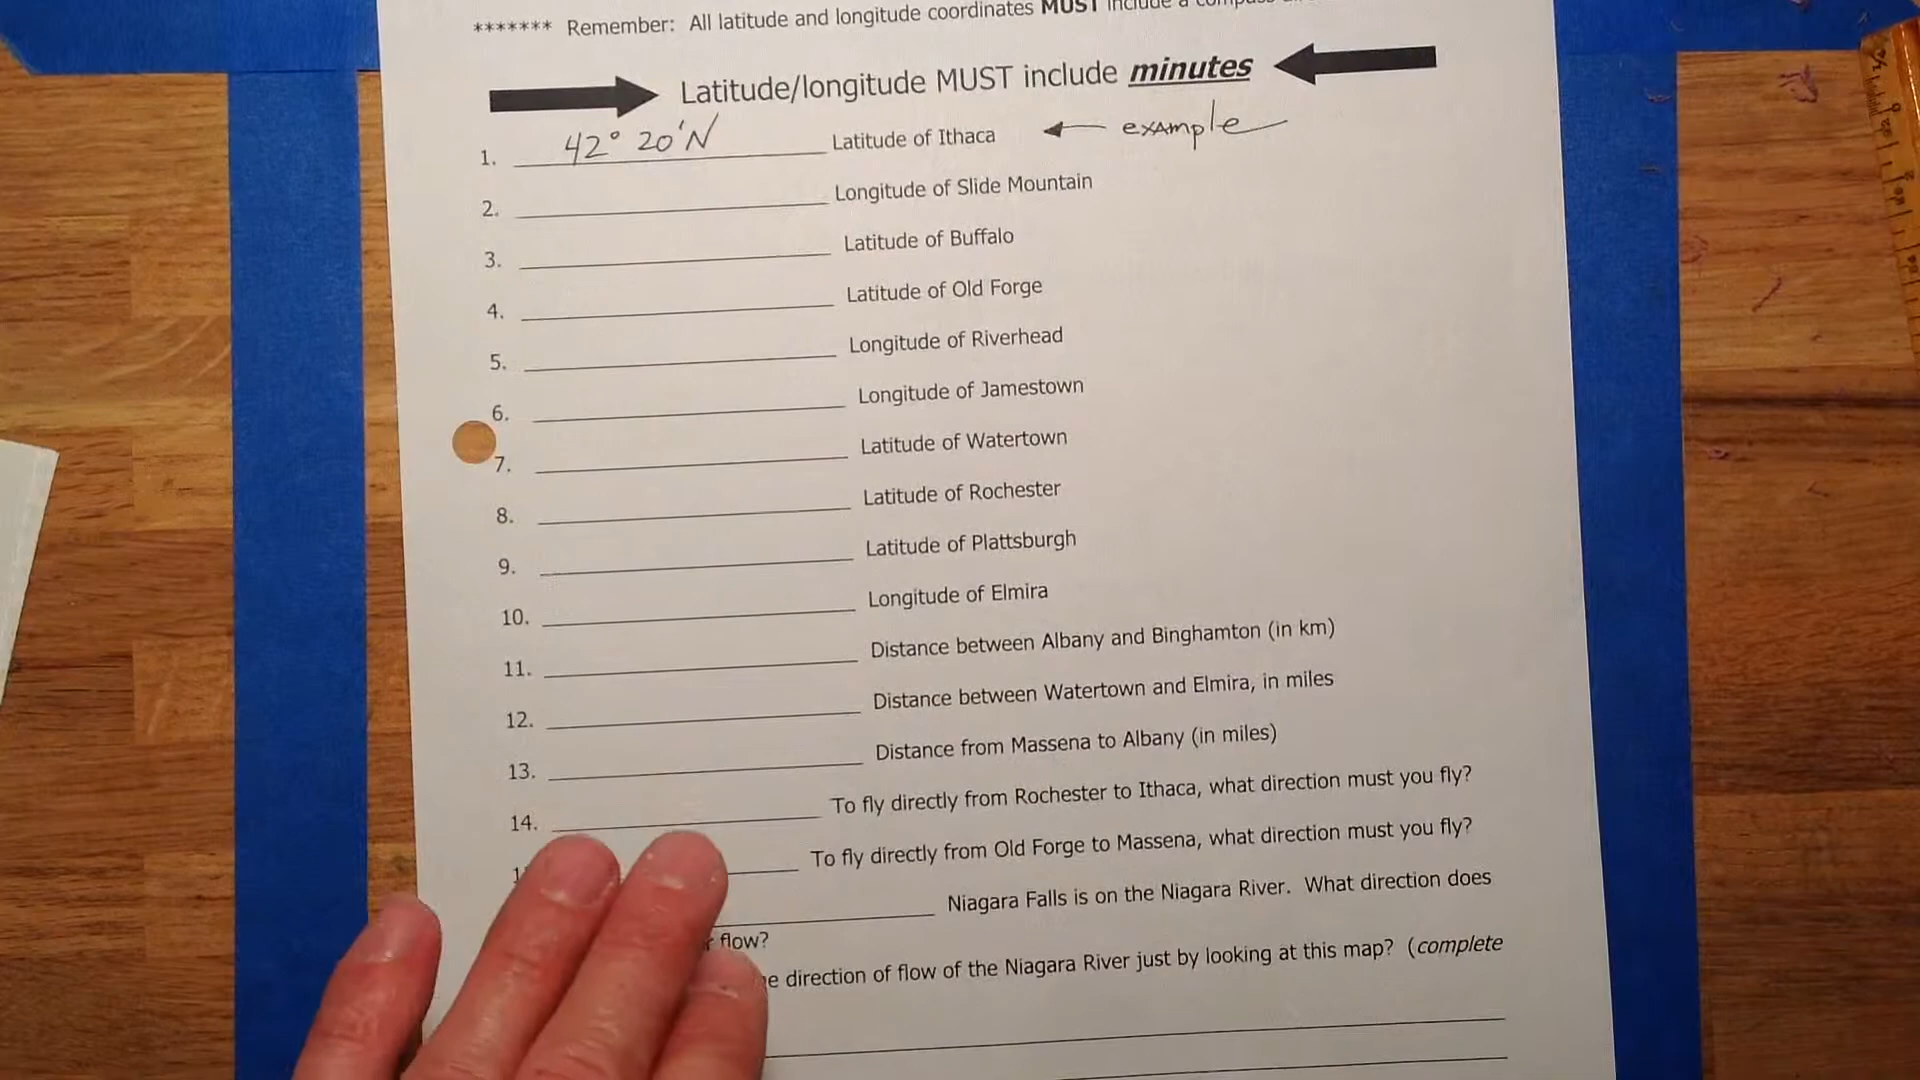 ******* Remember: All latitude and longitude coordinates MUST include a compass
Latitude/longitude MUST include minutes
1. 42° 20'N Latitude of Ithaca ← example
2. Longitude of Slide Mountain
3. Latitude of Buffalo
4. Latitude of Old Forge
5. Longitude of Riverhead
6. Longitude of Jamestown
7. Latitude of Watertown
8. Latitude of Rochester
9. Latitude of Plattsburgh
10. Longitude of Elmira
11. Distance between Albany and Binghamton (in km)
12. Distance between Watertown and Elmira, in miles
13. Distance from Massena to Albany (in miles)
14. To fly directly from Rochester to Ithaca, what direction must you fly?
To fly directly from Old Forge to Massena, what direction must you fly?
Niagara Falls is on the Niagara River. What direction does
flow?
direction of flow of the Niagara River just by looking at this map? (complete